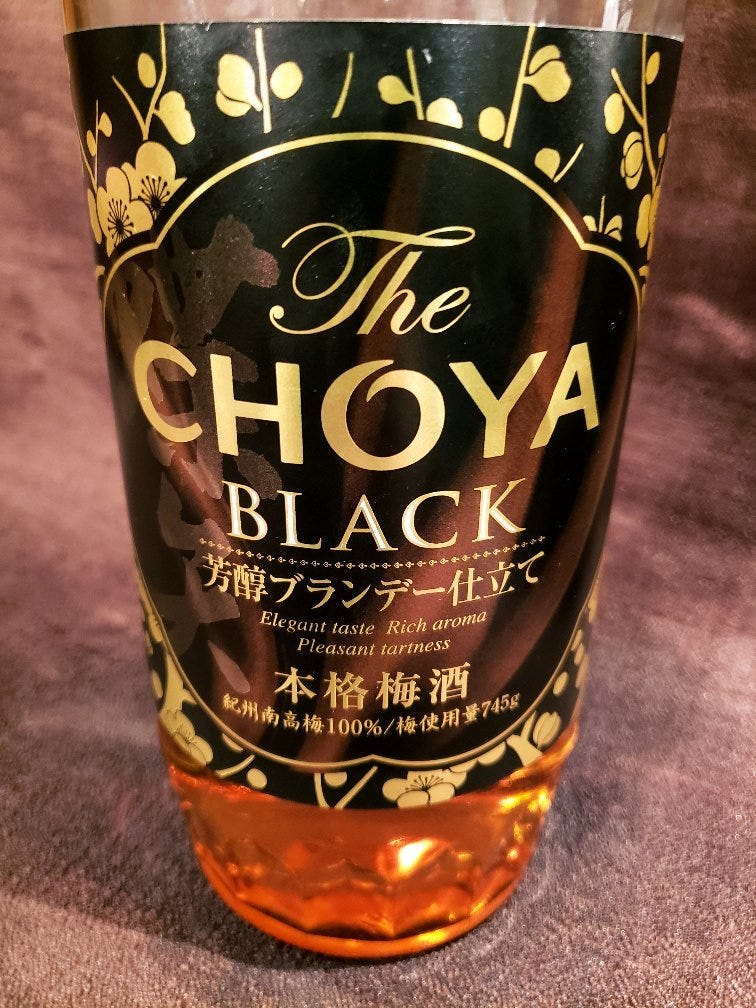 The
CHOYA
BLACK
芳醇ブランデー仕立て
Elegant taste Rich aroma
Pleasant tartness
本格梅酒
紀州南高梅100%/梅使用量745g